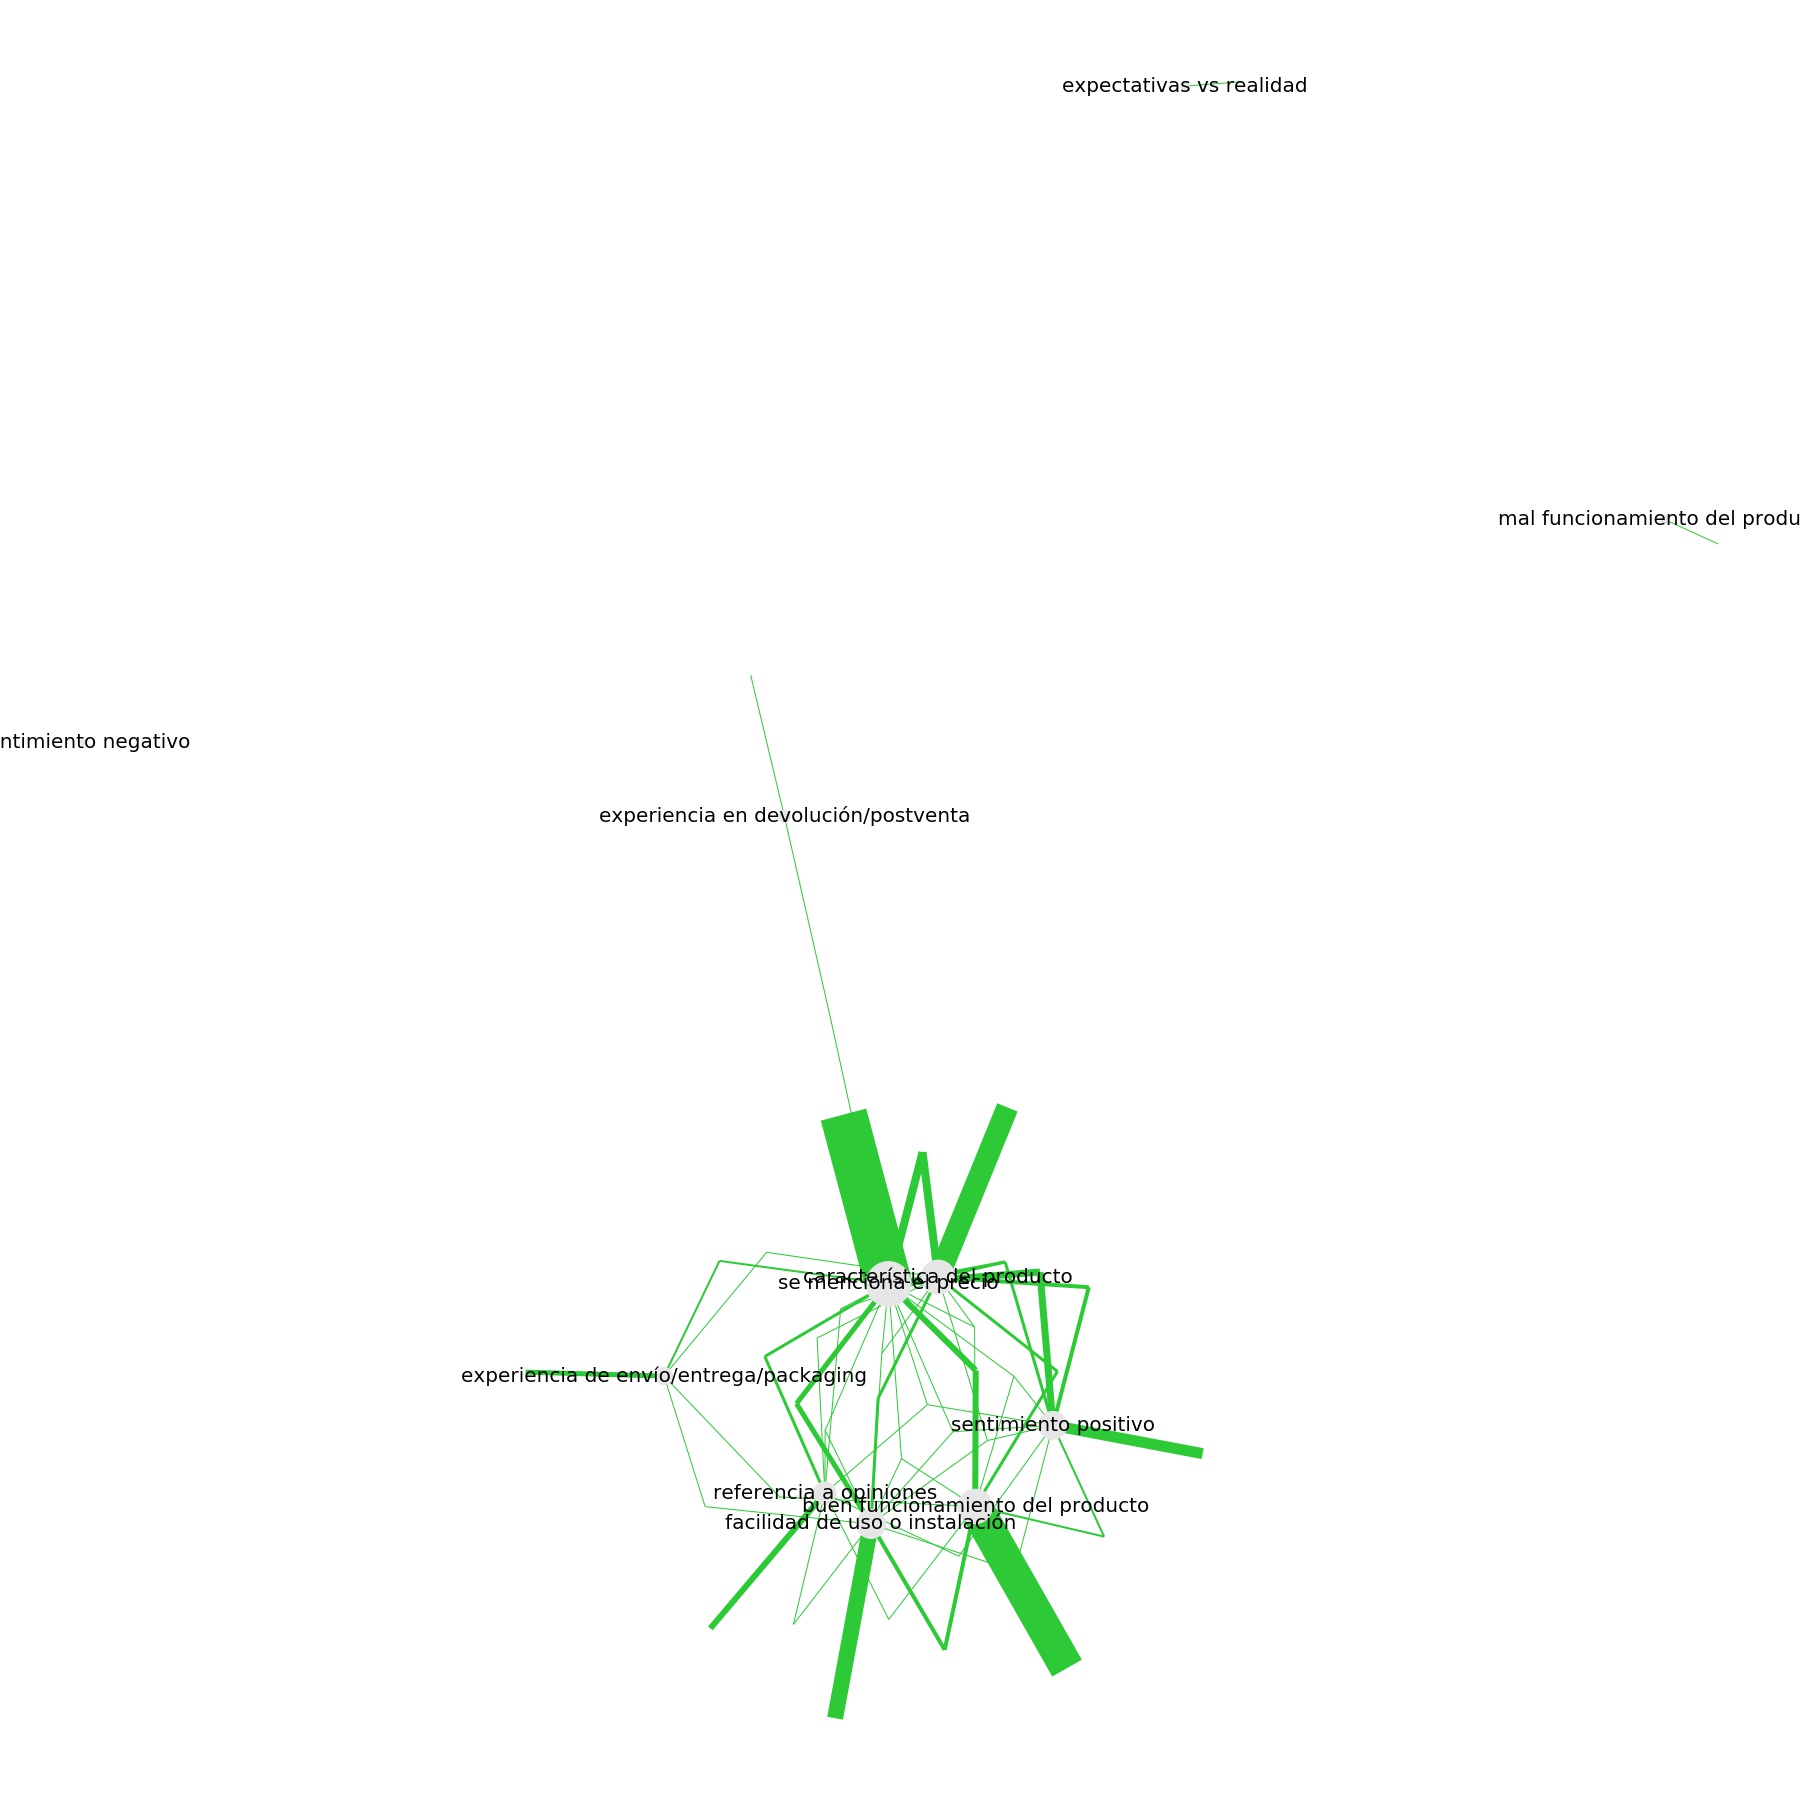 expectativas vs realidad
mal funcionamiento del produ
ntimiento negativo
experiencia en devolución/postventa
característica del producto
se menciona el precio
experiencia de envío/entrega/packaging
sentimiento positivo
referencia a opiniones
buen funcionamiento del producto
facilidad de uso o instalación